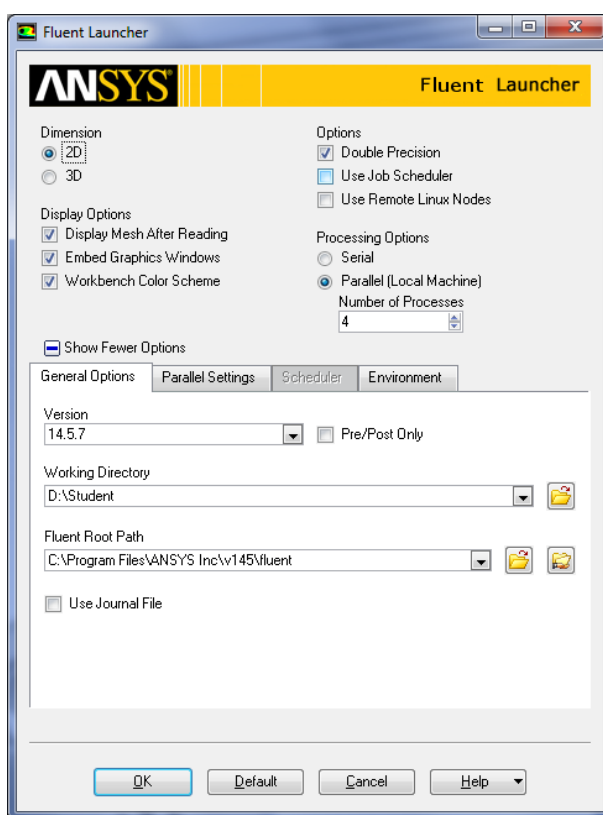 Fluent Launcher
ANSYS Fluent Launcher
Dimension
2D
3D
Display Options
Display Mesh After Reading
Embed Graphics Windows
Workbench Color Scheme
Options
Double Precision
Use Job Scheduler
Use Remote Linux Nodes
Processing Options
Serial
Parallel (Local Machine)
Number of Processes
4
Show Fewer Options
General Options Parallel Settings Scheduler Environment
Version
14.5.7 Pre/Post Only
Working Directory
D:\Student
Fluent Root Path
C:\Program Files\ANSYS Inc\v145\fluent
Use Journal File
OK Default Cancel Help